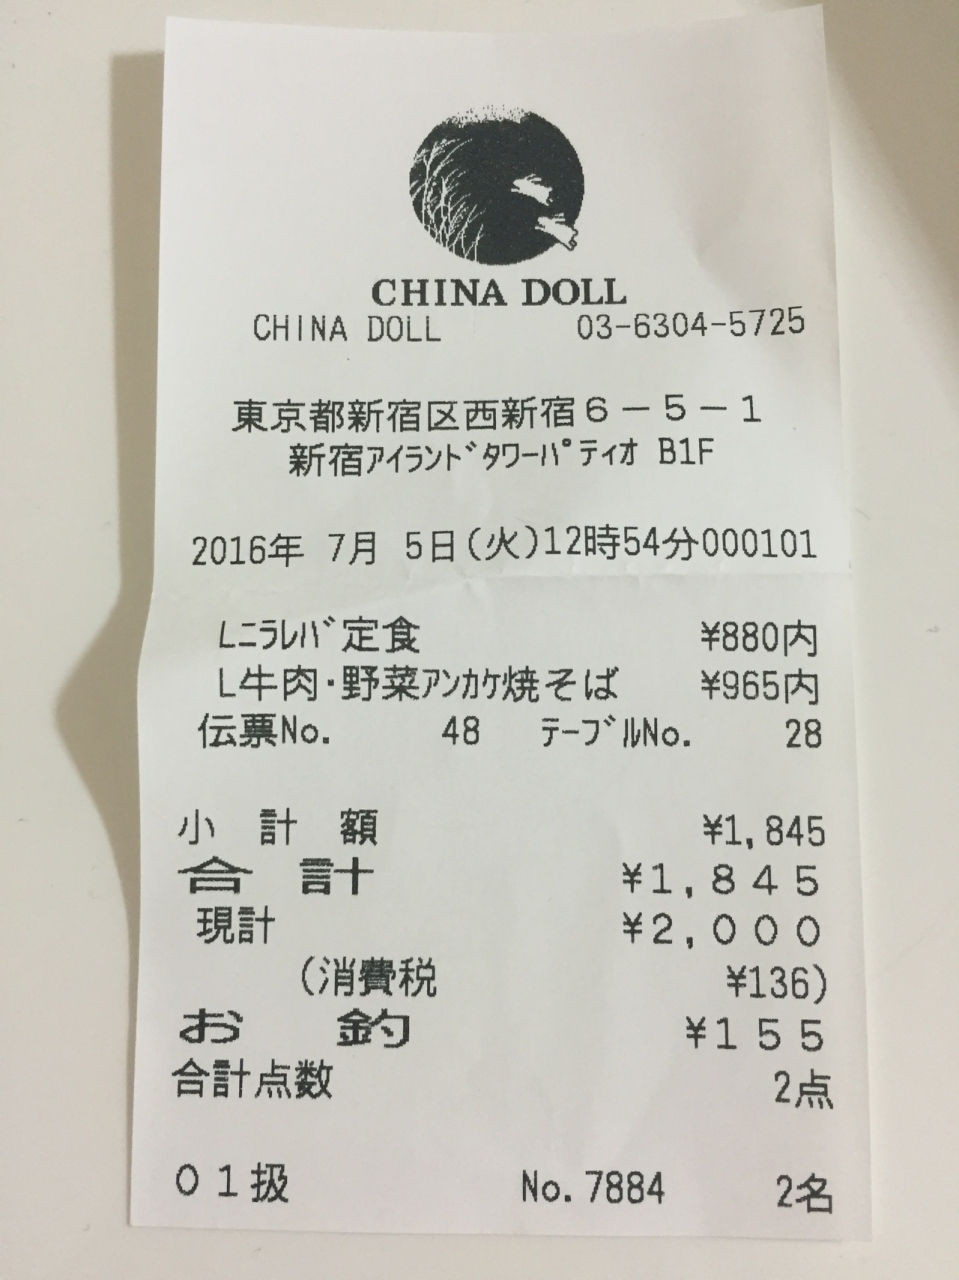 CHINA DOLL
CHINA DOLL 03-6304-5725
東京都新宿区西新宿6-5-1
新宿ｱｲﾗﾝﾄﾞﾀﾜｰﾊﾟﾃｨｵ B1F
2016年 7月 5日(火)12時54分000101
Lﾆﾗﾚﾊﾞ定食 ¥880内
L牛肉・野菜ｱﾝｶｹ焼そば ¥965内
伝票No. 48 ﾃｰﾌﾞﾙNo. 28
小 計 額 ¥1,845
合 計 ¥1,845
現計 ¥2,000
(消費税 ¥136)
お 釣 ¥155
合計点数 2点
01扱 No.7884 2名